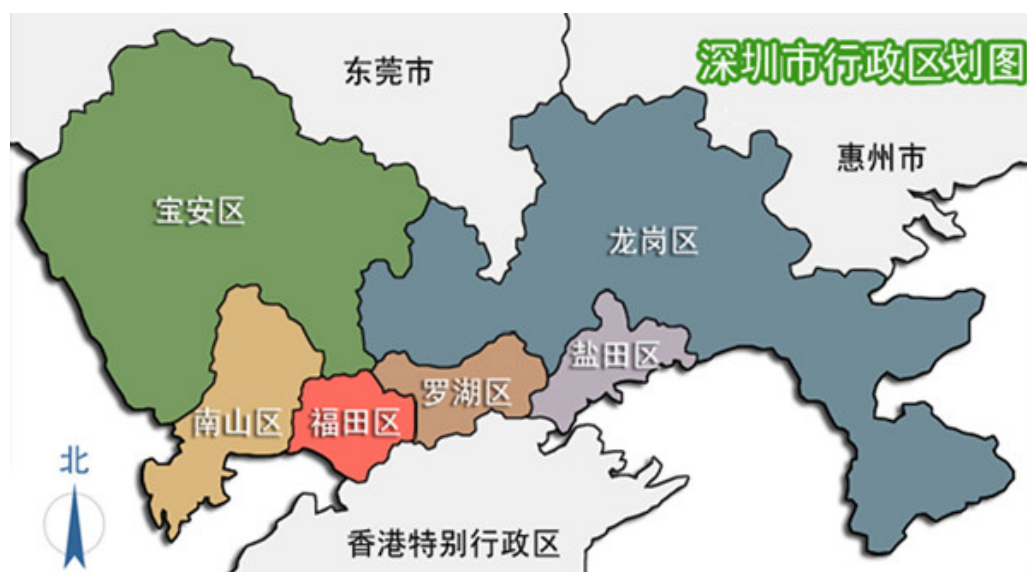 深圳市行政区划图
东莞市
惠州市
宝安区
龙岗区
盐田区
罗湖区
南山区
福田区
北
香港特别行政区